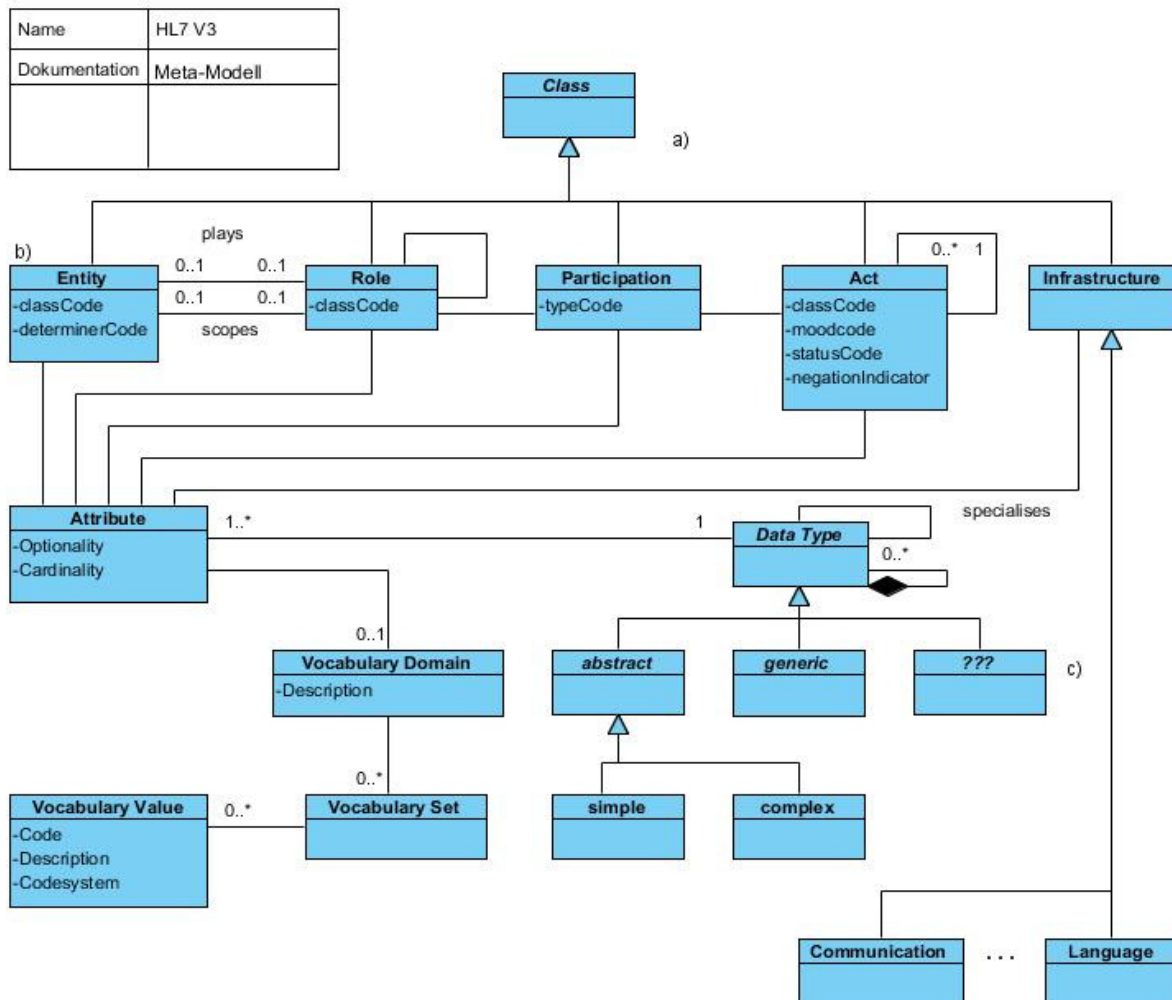 Name HL7 V3
Dokumentation Meta-Modell
Class
a)
plays
b)
0..1 0..1
0..* 1
Entity
-classCode
-determinerCode
0..1 0..1
scopes
Role
-classCode
Participation
-typeCode
Act
-classCode
-moodcode
-statusCode
-negationIndicator
Infrastructure
Attribute
-Optionality
-Cardinality
1..*
1
specialises
Data Type
0..*
0..1
Vocabulary Domain
-Description
abstract
generic
???
c)
0..*
Vocabulary Value
-Code
-Description
-Codesystem
0..*
Vocabulary Set
simple
complex
Communication
. . .
Language